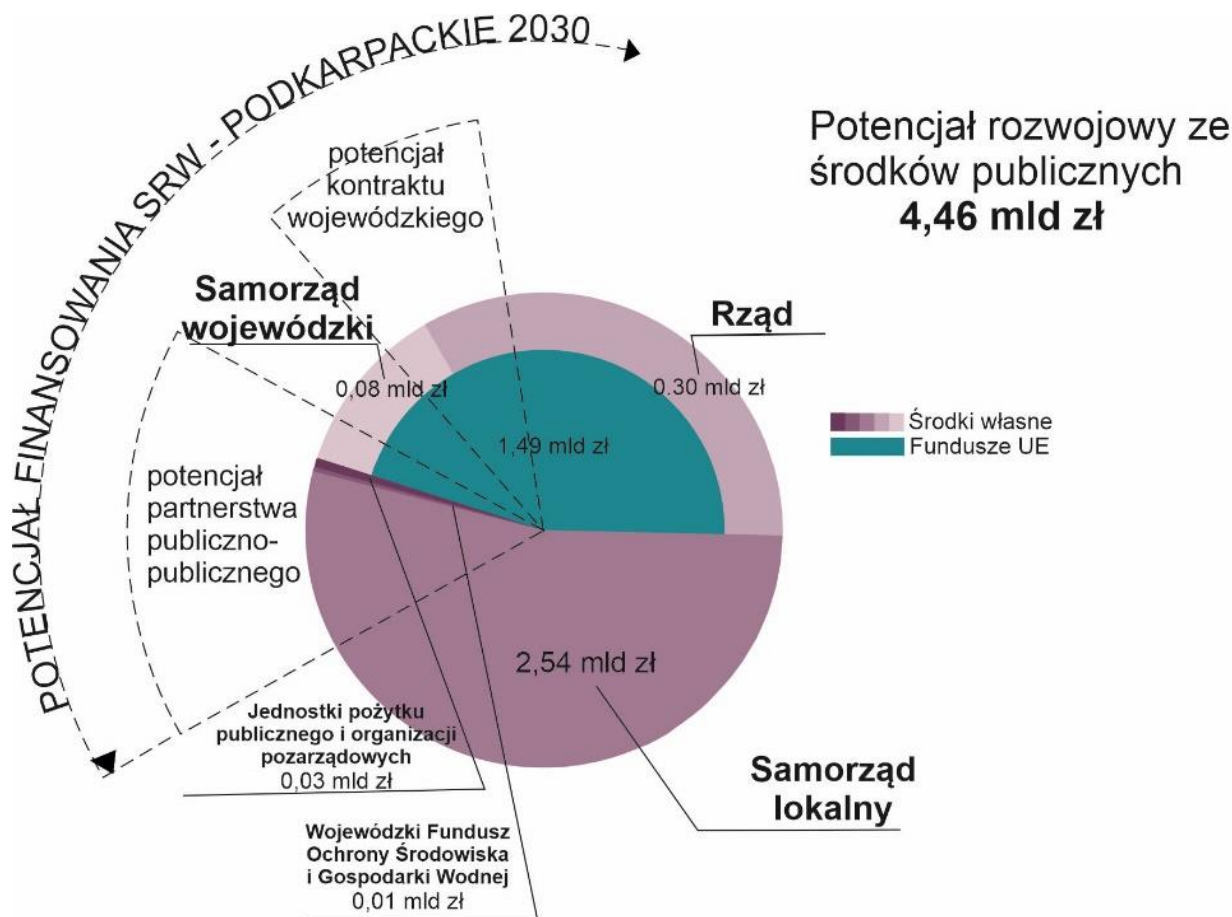 POTENCJAŁ FINANSOWANIA SRW - PODKARPACKIE 2030
Potencjał rozwojowy ze
środków publicznych
4,46 mld zł
potencjał
kontraktu
wojewódzkiego
Samorząd
wojewódzki
0,08 mld zł
Rząd
0.30 mld zł
1,49 mld zł
Środki własne
Fundusze UE
potencjał
partnerstwa
publiczno-
publicznego
2,54 mld zł
Jednostki pożytku
publicznego i organizacji
pozarządowych
0,03 mld zł
Samorząd
lokalny
Wojewódzki Fundusz
Ochrony Środowiska
i Gospodarki Wodnej
0,01 mld zł